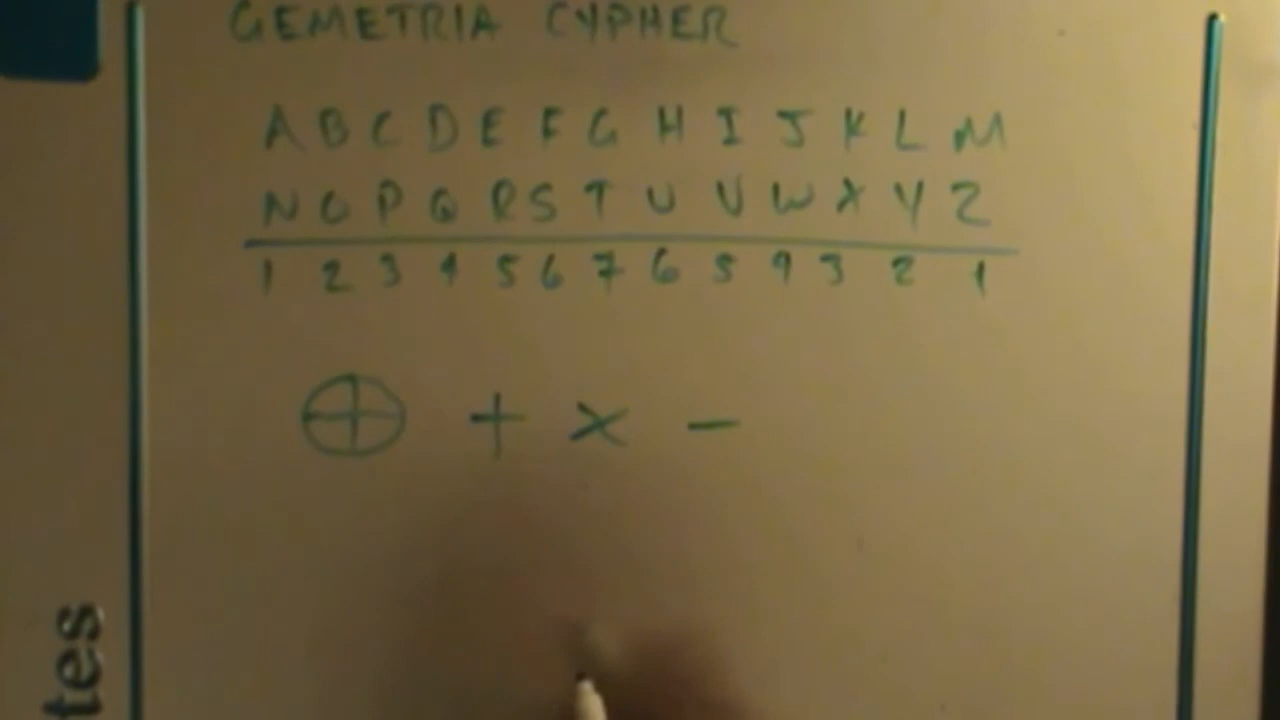 GEMETRIA CYPHER
A B C D E F G H I J K L M
N O P Q R S T U V W X Y Z
1 2 3 4 5 6 7 6 5 4 3 2 1
⊕ + × −
tes